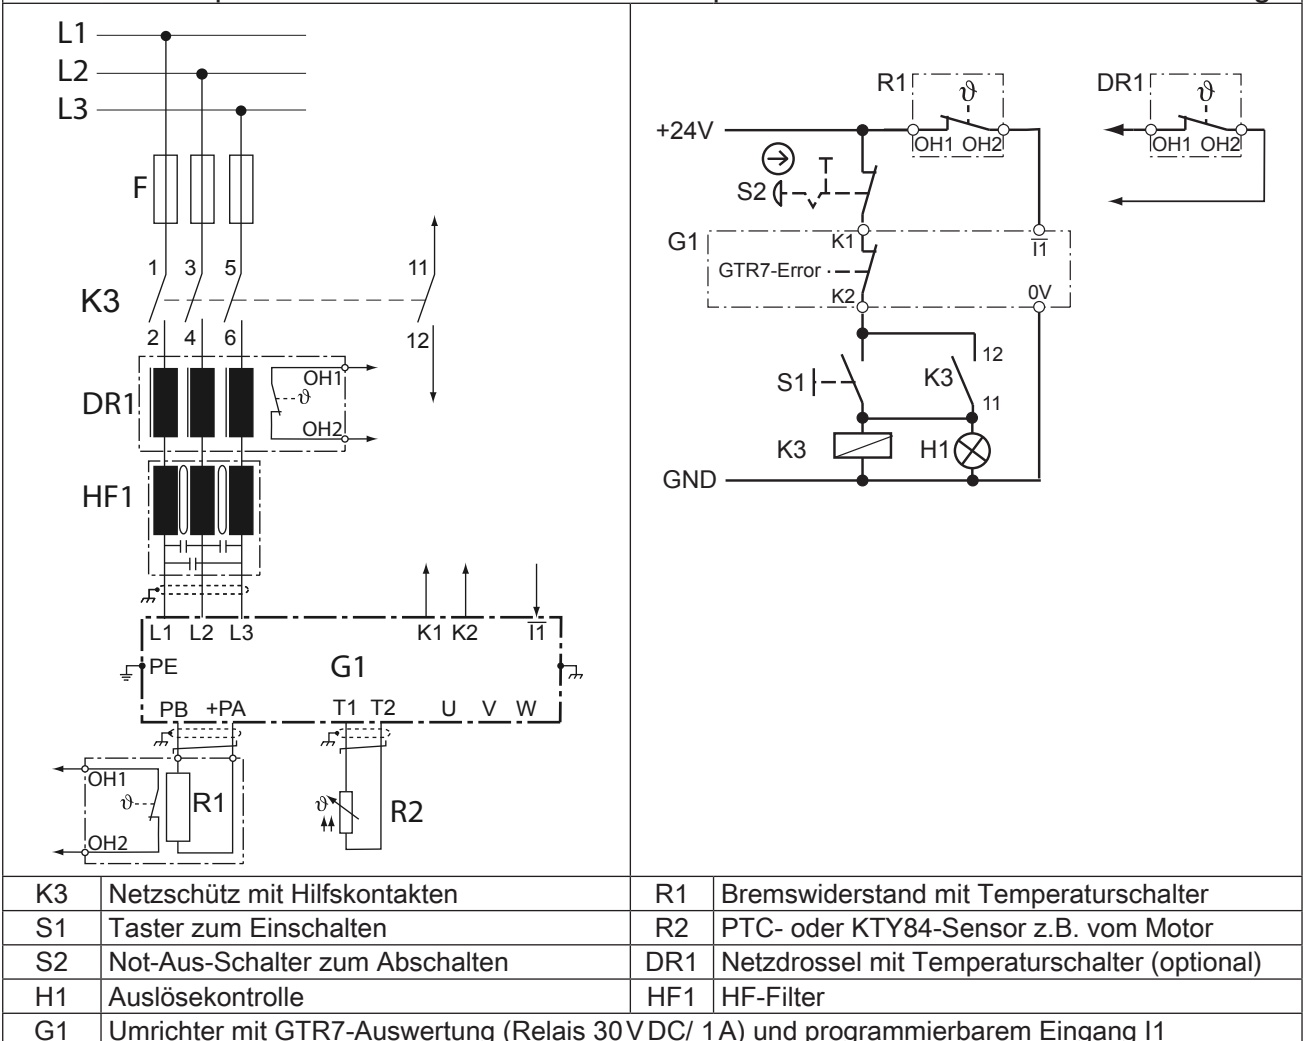 L1
L2
L3
F
1 3 5 11
K3
2 4 6 12
DR1
OH1
ϑ
OH2
HF1
L1 L2 L3 K1 K2 I1
PE
G1
PB +PA T1 T2 U V W
OH1
ϑ
R1
OH2
ϑ
R2
R1
ϑ
OH1 OH2
DR1
ϑ
OH1 OH2
+24V
S2
G1
K1
I1
GTR7-Error
K2
0V
12
S1
K3
11
K3
H1
GND
K3 Netzschütz mit Hilfskontakten R1 Bremswiderstand mit Temperaturschalter
S1 Taster zum Einschalten R2 PTC- oder KTY84-Sensor z.B. vom Motor
S2 Not-Aus-Schalter zum Abschalten DR1 Netzdrossel mit Temperaturschalter (optional)
H1 Auslösekontrolle HF1 HF-Filter
G1 Umrichter mit GTR7-Auswertung (Relais 30 V DC/ 1 A) und programmierbarem Eingang I1